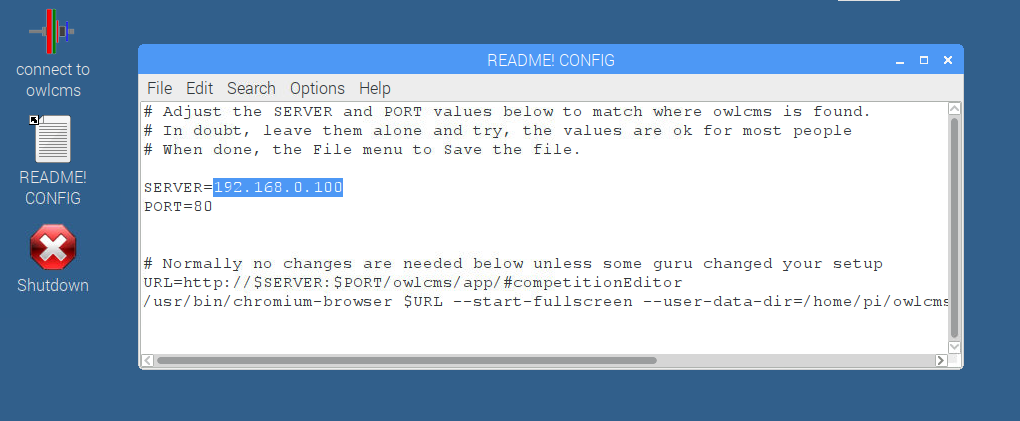 connect to
owlcms
README!
CONFIG
Shutdown
README! CONFIG
File Edit Search Options Help
# Adjust the SERVER and PORT values below to match where owlcms is found.
# In doubt, leave them alone and try, the values are ok for most people
# When done, the File menu to Save the file.
SERVER=192.168.0.100
PORT=80
# Normally no changes are needed below unless some guru changed your setup
URL=http://$SERVER:$PORT/owlcms/app/#competitionEditor
/usr/bin/chromium-browser $URL --start-fullscreen --user-data-dir=/home/pi/owlcms